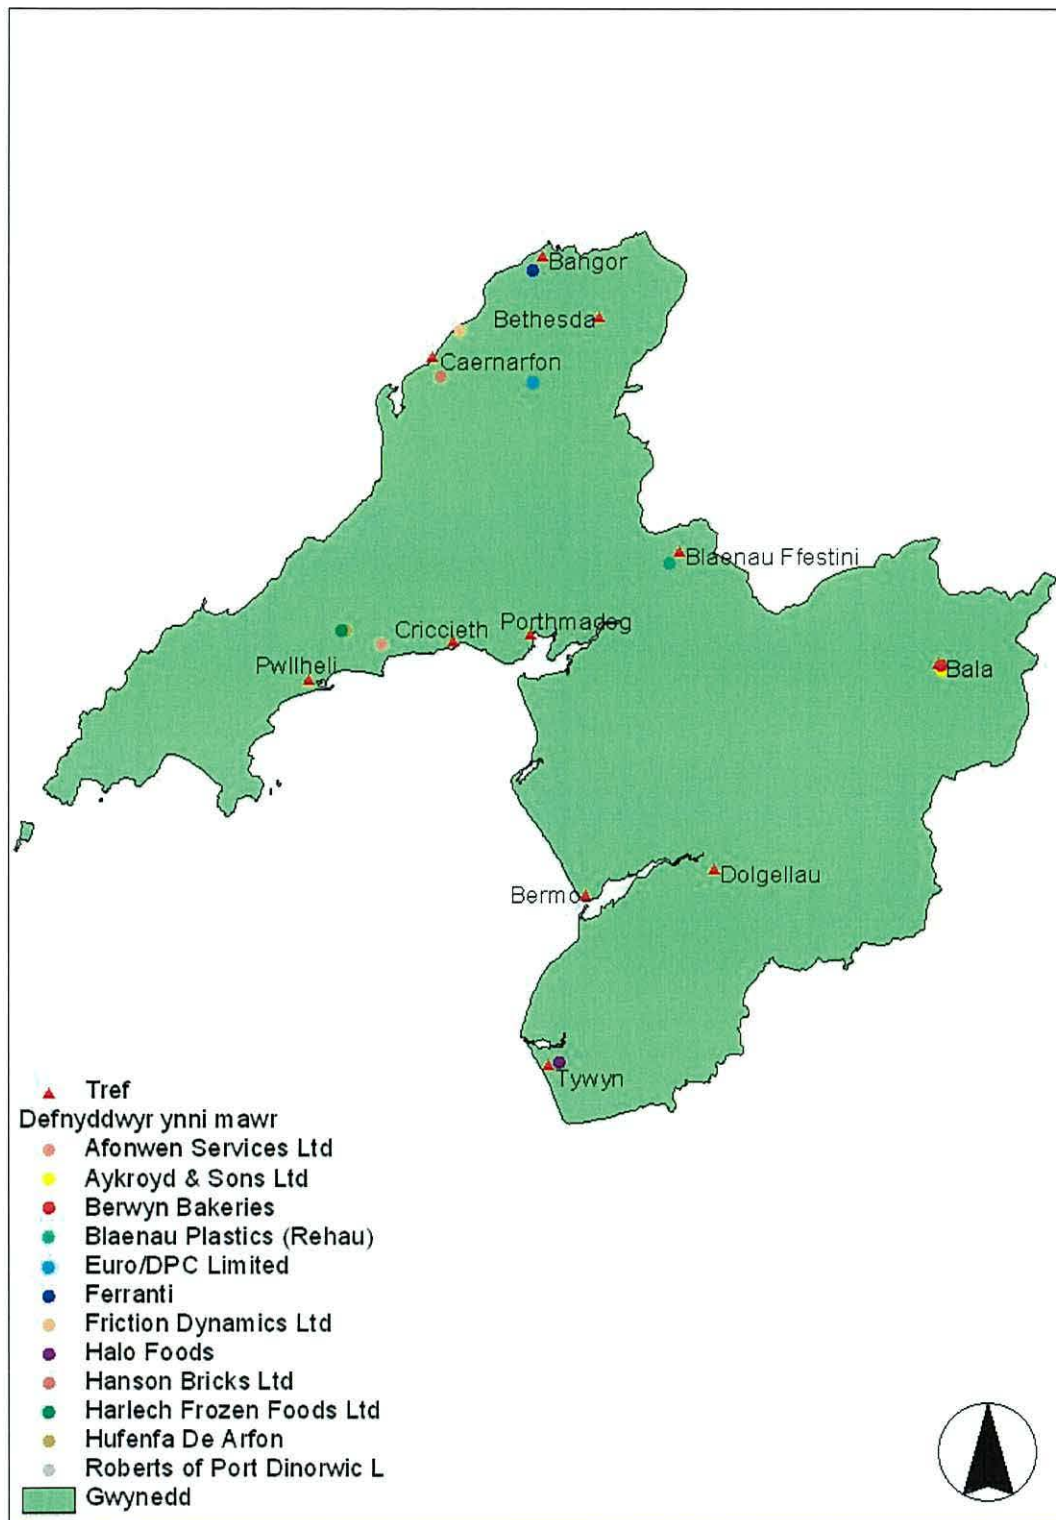 Bangor
Bethesda
Caernarfon
Blaenau Ffestini
Porthmadog
Criccieth
Pwllheli
Bala
Dolgellau
Bermo
Tywyn
Tref
Defnyddwyr ynni mawr
Afonwen Services Ltd
Aykroyd & Sons Ltd
Berwyn Bakeries
Blaenau Plastics (Rehau)
Euro/DPC Limited
Ferranti
Friction Dynamics Ltd
Halo Foods
Hanson Bricks Ltd
Harlech Frozen Foods Ltd
Hufenfa De Arfon
Roberts of Port Dinorwic L
Gwynedd